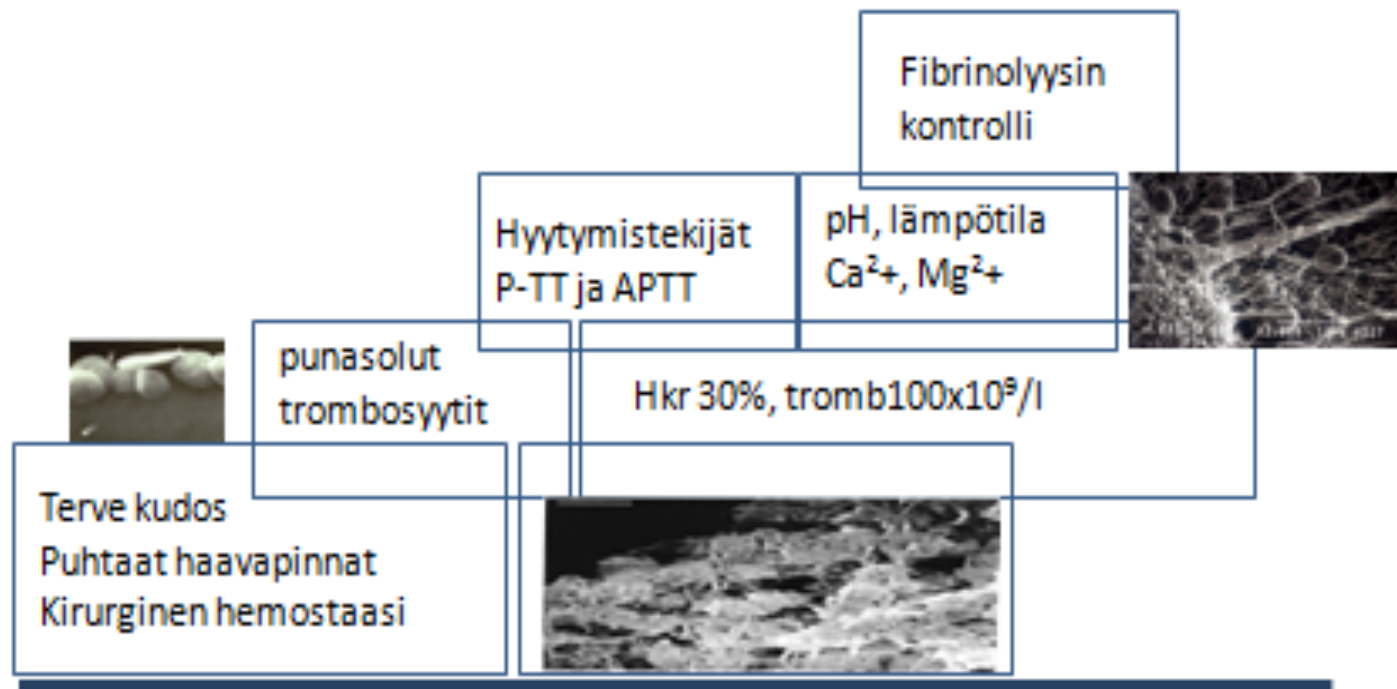 Fibrinolyysin
kontrolli
Hyytymistekijät
P-TT ja APTT
pH, lämpötila
Ca²+, Mg²+
punasolut
trombosyytit
Hkr 30%, tromb100x10⁹/l
Terve kudos
Puhtaat haavapinnat
Kirurginen hemostaasi